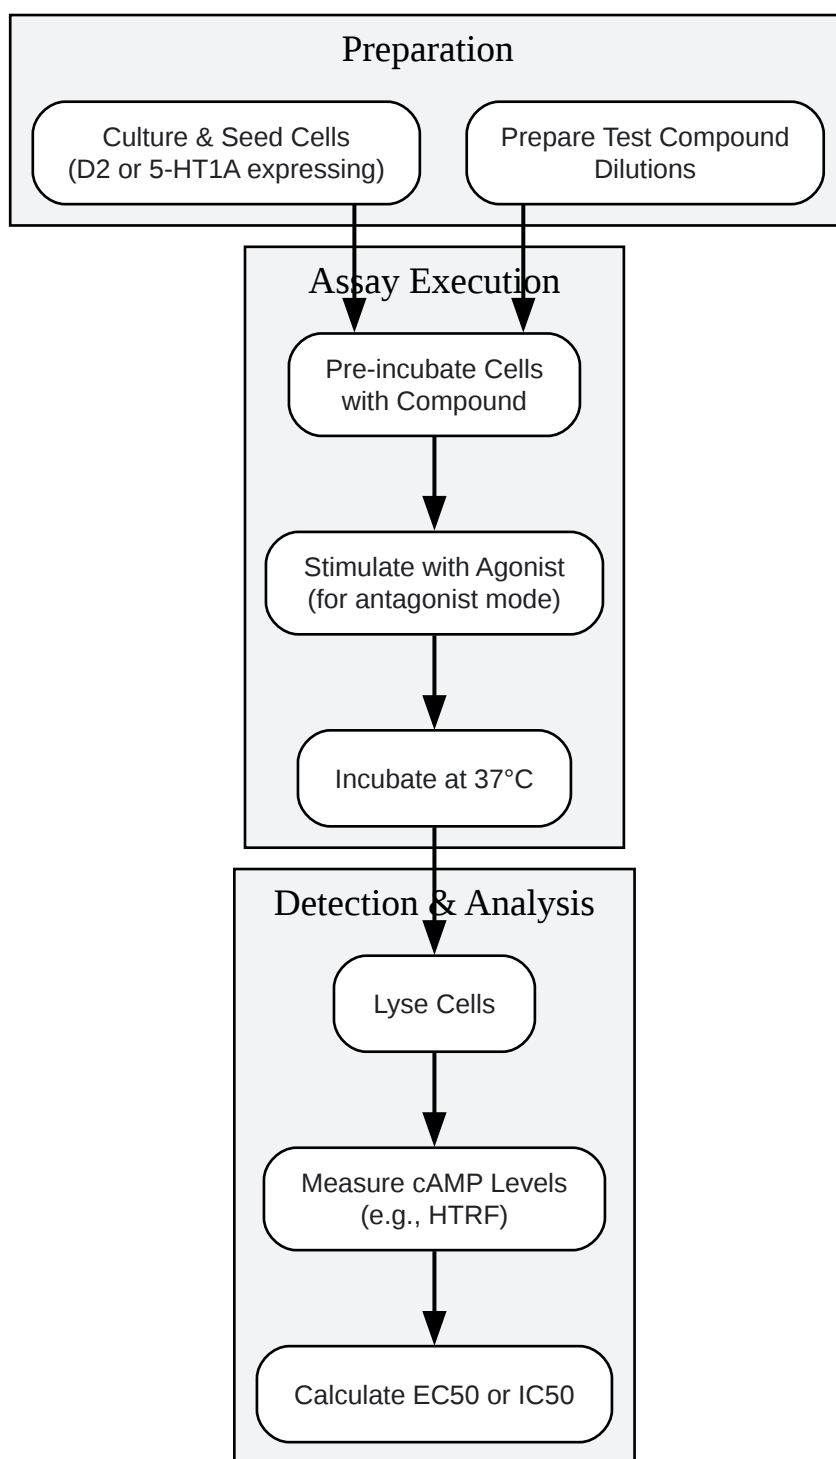 Preparation
Culture & Seed Cells
(D2 or 5-HT1A expressing)
Prepare Test Compound
Dilutions
Assay Execution
Pre-incubate Cells
with Compound
Stimulate with Agonist
(for antagonist mode)
Incubate at 37°C
Detection & Analysis
Lyse Cells
Measure cAMP Levels
(e.g., HTRF)
Calculate EC50 or IC50